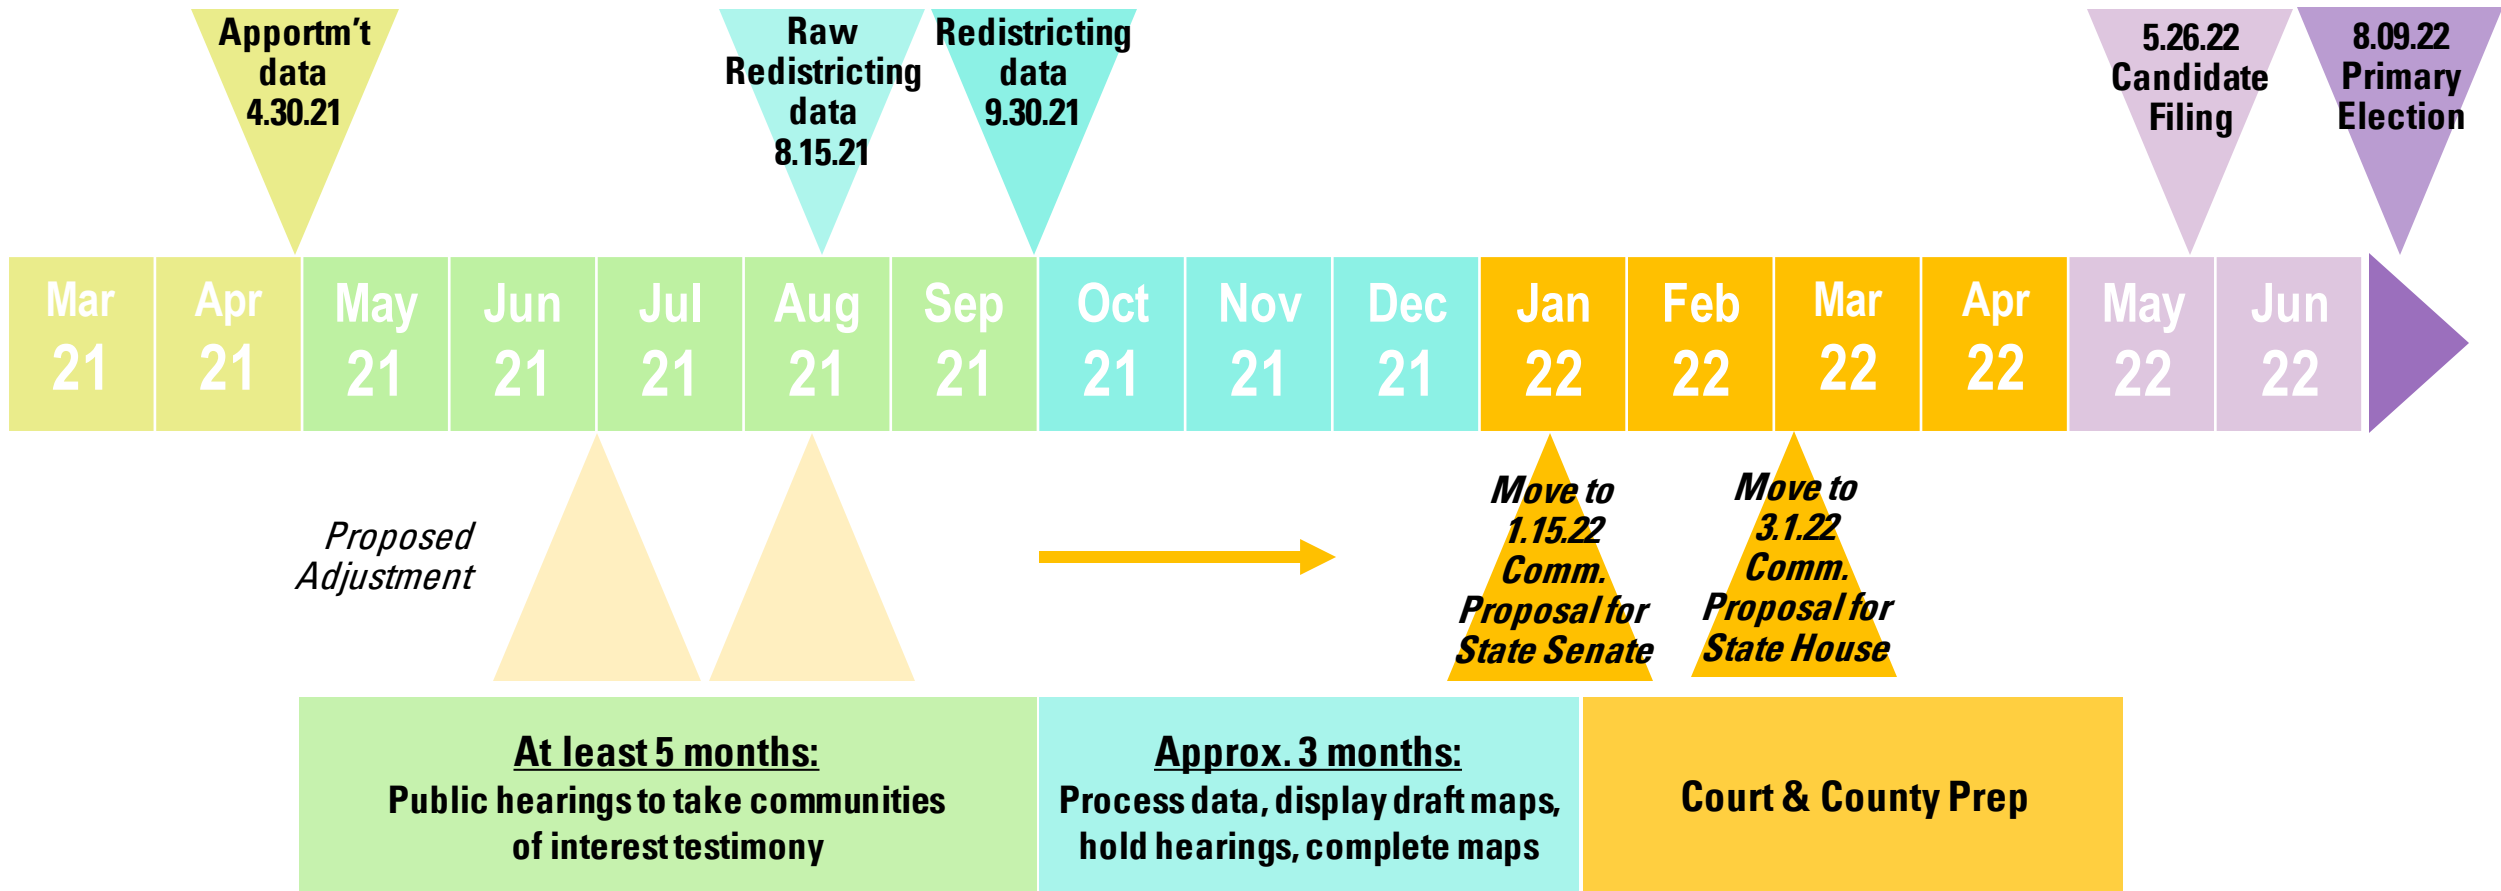 Apportm't
data
4.30.21
Raw
Redistricting
data
8.15.21
Redistricting
data
9.30.21
5.26.22
Candidate
Filing
8.09.22
Primary
Election
Mar
21
Apr
21
May
21
Jun
21
Jul
21
Aug
21
Sep
21
Oct
21
Nov
21
Dec
21
Jan
22
Feb
22
Mar
22
Apr
22
May
22
Jun
22
Proposed
Adjustment
Move to
1.15.22
Comm.
Proposal for
State Senate
Move to
3.1.22
Comm.
Proposal for
State House
At least 5 months:
Public hearings to take communities
of interest testimony
Approx. 3 months:
Process data, display draft maps,
hold hearings, complete maps
Court & County Prep